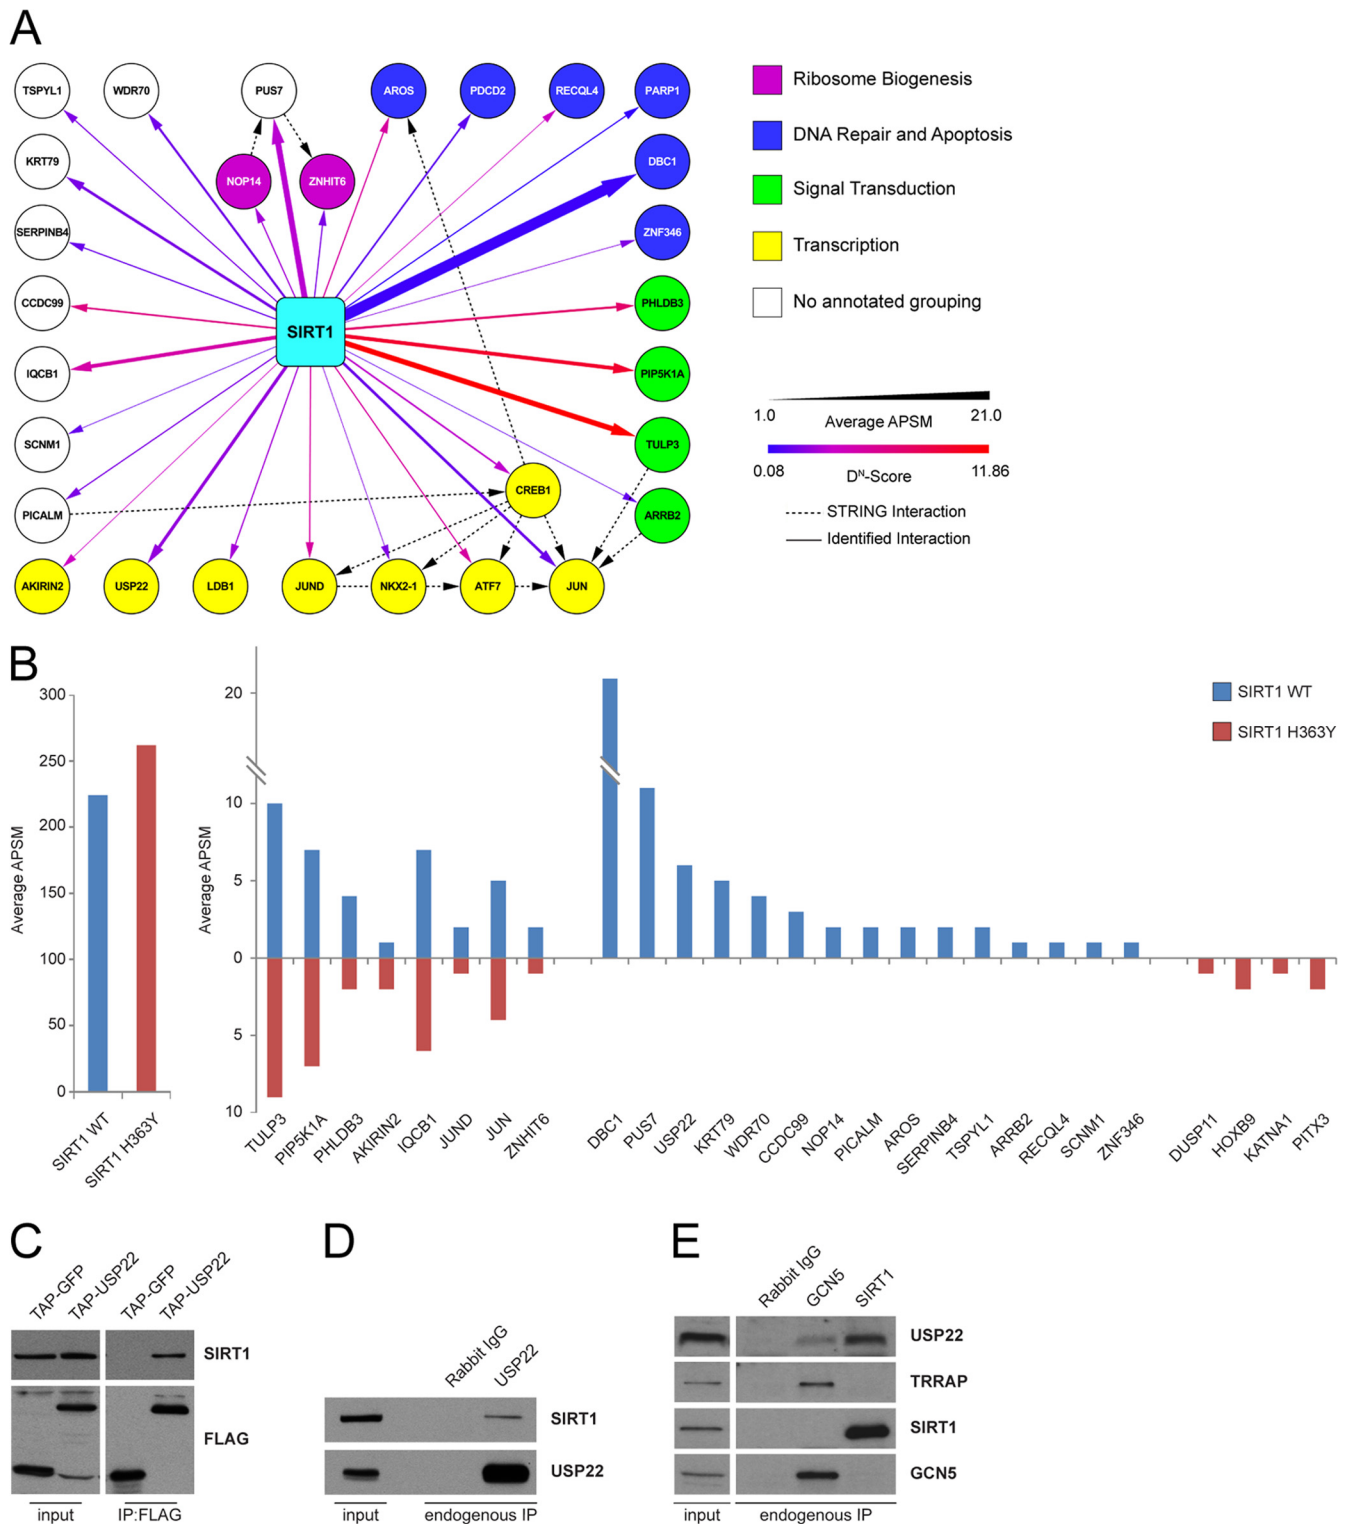 A
TSPYL1
WDR70
PUS7
AROS
PDCD2
RECQL4
PARP1
Ribosome Biogenesis
DNA Repair and Apoptosis
Signal Transduction
Transcription
No annotated grouping
KRT79
NOP14
ZNHIT6
DBC1
SERPINB4
ZNF346
CCDC99
SIRT1
PHLDB3
IQCB1
PIP5K1A
SCNM1
TULP3
PICALM
CREB1
ARRB2
AKIRIN2
USP22
LDB1
JUND
NKX2-1
ATF7
JUN
1.0
Average APSM
21.0
0.08
Dᴺ-Score
11.86
STRING Interaction
Identified Interaction
B
300
250
200
150
100
50
0
Average APSM
SIRT1 WT
SIRT1 H363Y
20
10
5
0
5
10
Average APSM
SIRT1 WT
SIRT1 H363Y
TULP3
PIP5K1A
PHLDB3
AKIRIN2
IQCB1
JUND
JUN
ZNHIT6
DBC1
PUS7
USP22
KRT79
WDR70
CCDC99
NOP14
PICALM
AROS
SERPINB4
TSPYL1
ARRB2
RECQL4
SCNM1
ZNF346
DUSP11
HOXB9
KATNA1
PITX3
C
TAP-GFP
TAP-USP22
TAP-GFP
TAP-USP22
SIRT1
FLAG
input
IP:FLAG
D
Rabbit IgG
USP22
SIRT1
USP22
input
endogenous IP
E
Rabbit IgG
GCN5
SIRT1
USP22
TRRAP
SIRT1
GCN5
input
endogenous IP